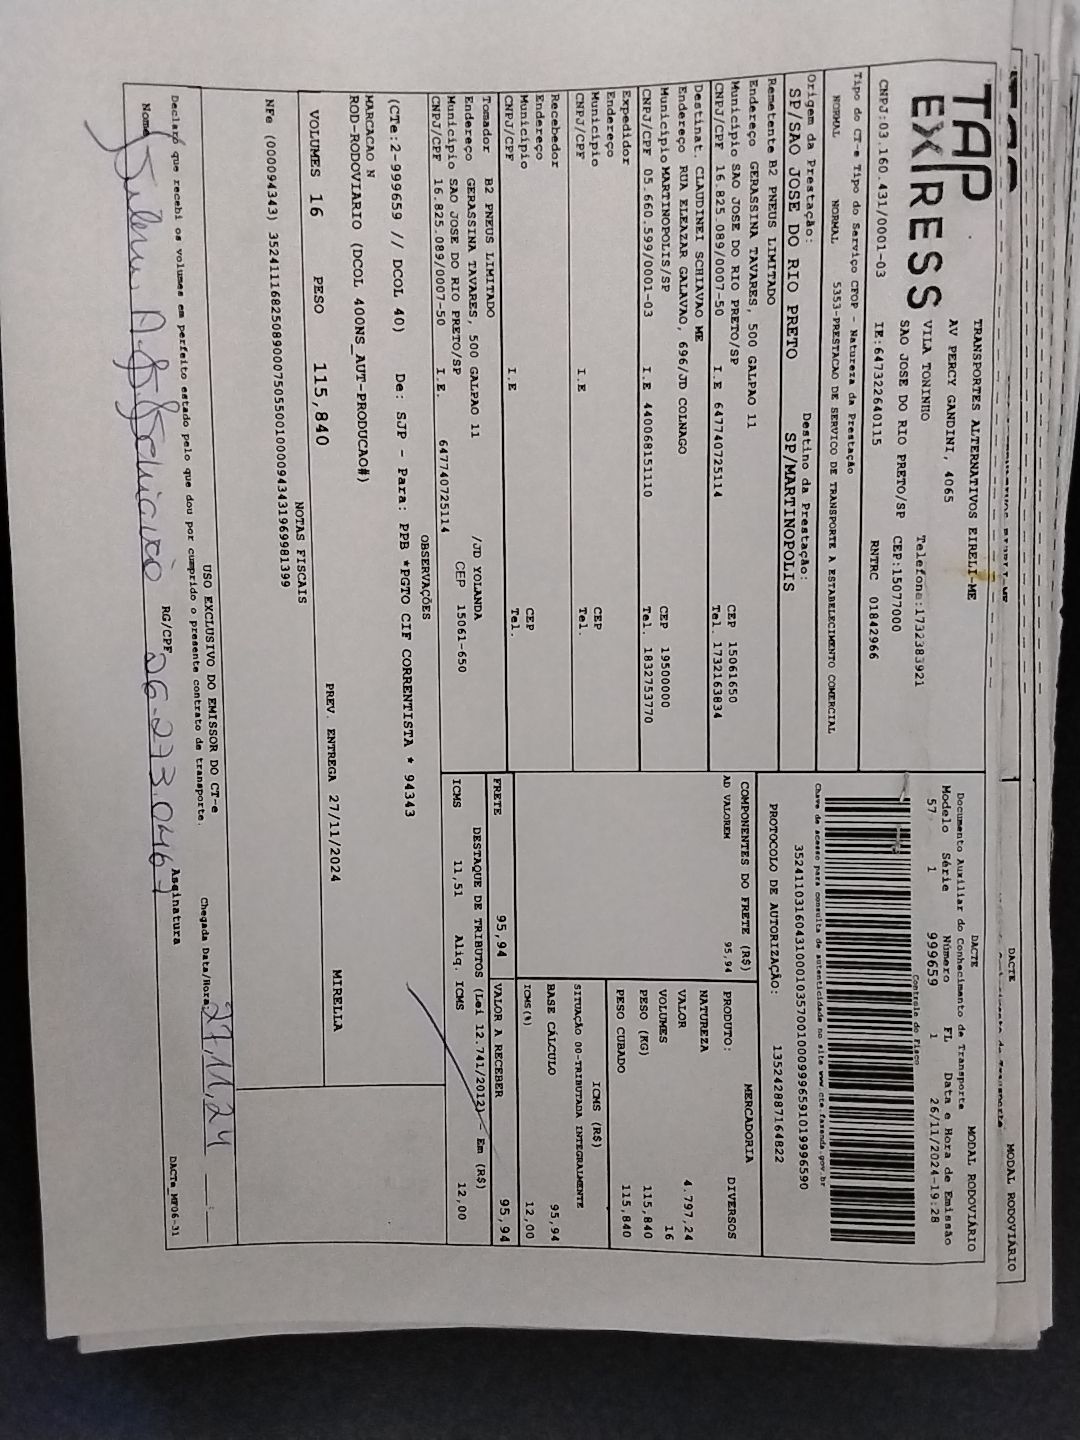 TAP
EXPRESS
TRANSPORTES ALTERNATIVOS EIRELI-ME
AV PERCY GANDINI, 4065
VILA TONINHO Telefone:1732383921
SAO JOSE DO RIO PRETO/SP CEP:15077000
CNPJ:03.160.431/0001-03 IE:647322640115 RNTRC 01842966
Tipo do CT-e Tipo do Serviço CFOP - Natureza da Prestação
NORMAL NORMAL 5353-PRESTACAO DE SERVICO DE TRANSPORTE A ESTABELECIMENTO COMERCIAL
Origem da Prestação: Destino da Prestação:
SP/SAO JOSE DO RIO PRETO SP/MARTINOPOLIS
Remetente B2 PNEUS LIMITADO
Endereço GERASSINA TAVARES, 500 GALPAO 11
Município SAO JOSE DO RIO PRETO/SP CEP 15061650
CNPJ/CPF 16.825.089/0007-50 I.E 647740725114 Tel. 1732163834
Destinat. CLAUDINEI SCHIAVAO ME
Endereço RUA ELEAZAR GALAVAO, 696/JD COLNAGO
Município MARTINOPOLIS/SP CEP 19500000
CNPJ/CPF 05.660.599/0001-03 I.E 440068151110 Tel. 1832753770
Expedidor
Endereço
Município CEP
CNPJ/CPF I.E Tel.
Recebedor
Endereço
Município CEP
CNPJ/CPF I.E Tel.
Tomador B2 PNEUS LIMITADO
Endereço GERASSINA TAVARES, 500 GALPAO 11 /JD YOLANDA
Município SAO JOSE DO RIO PRETO/SP CEP 15061-650
CNPJ/CPF 16.825.089/0007-50 I.E. 647740725114
DACTE MODAL RODOVIÁRIO
Documento Auxiliar do Conhecimento de Transporte
Modelo Série Número FL Data e Hora de Emissão
57 1 999659 1 26/11/2024-19:28
Controle do Fisco
Chave de acesso para consulta de autenticidade no site www.cte.fazenda.gov.br
35241103160431000103570010009996591019996590
PROTOCOLO DE AUTORIZAÇÃO: 135242887164822
COMPONENTES DO FRETE (R$)
AD VALOREM 95,94
FRETE 95,94
MERCADORIA
PRODUTO: DIVERSOS
NATUREZA
VALOR 4.797,24
VOLUMES 16
PESO (KG) 115,840
PESO CUBADO 115,840
ICMS (R$)
SITUAÇÃO 00-TRIBUTADA INTEGRALMENTE
BASE CÁLCULO 95,94
ICMS(%) 12,00
VALOR A RECEBER 95,94
DESTAQUE DE TRIBUTOS (Lei 12.741/2012) - Em (R$)
ICMS 11,51 Aliq. ICMS 12,00
OBSERVAÇÕES
(CTe:2-999659 // DCOL 40) De: SJP - Para: PPB *PGTO CIF CORRENTISTA * 94343
MARCACAO N
ROD-RODOVIARIO (DCOL 400NS_AUT-PRODUCAO#)
VOLUMES 16 PESO 115,840 PREV. ENTREGA 27/11/2024 MIRELLA
NOTAS FISCAIS
NFe (000094343) 35241116825089000750550010000943431969981399
USO EXCLUSIVO DO EMISSOR DO CT-e
Declaro que recebi os volumes em perfeito estado pelo que dou por cumprido o presente contrato de transporte. Chegada Data/Hora 27,11,24
Nome RG/CPF Assinatura
DACTe_MF06-31